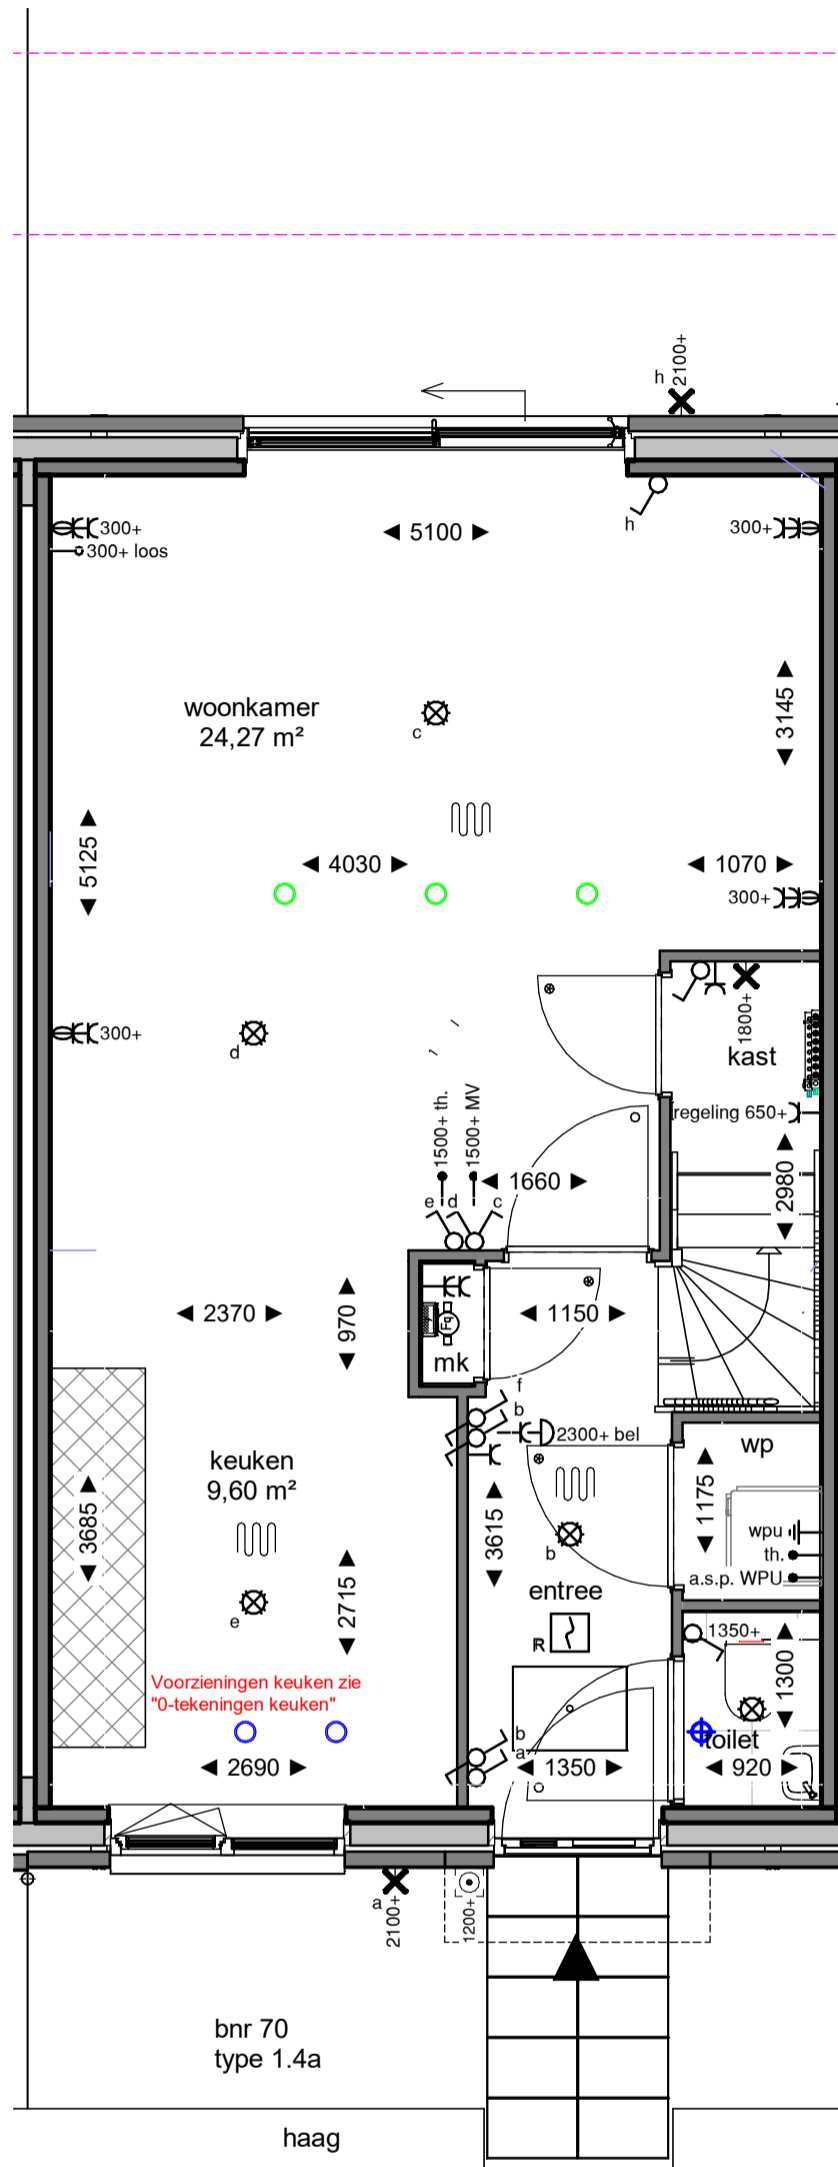 2100+
h
h
300+
300+ loos
◄ 5100 ►
300+
woonkamer
24,27 m²
c
◄ 3145 ►
◄ 5125 ►
◄ 4030 ►
◄ 1070 ►
300+
300+
d
1800+
kast
regeling 650+
1500+ th.
1500+ MV
◄ 1660 ►
e
d
c
◄ 2980 ►
◄ 2370 ►
◄ 970 ►
◄ 1150 ►
mk
f
b
2300+ bel
wp
keuken
9,60 m²
◄ 3685 ►
◄ 3615 ►
◄ 1175 ►
wpu
th.
a.s.p. WPU
b
entree
e
◄ 2715 ►
R
1350+
◄ 1300 ►
Voorzieningen keuken zie
"0-tekeningen keuken"
toilet
b
a
◄ 2690 ►
◄ 1350 ►
◄ 920 ►
a
2100+
1200+
bnr 70
type 1.4a
haag